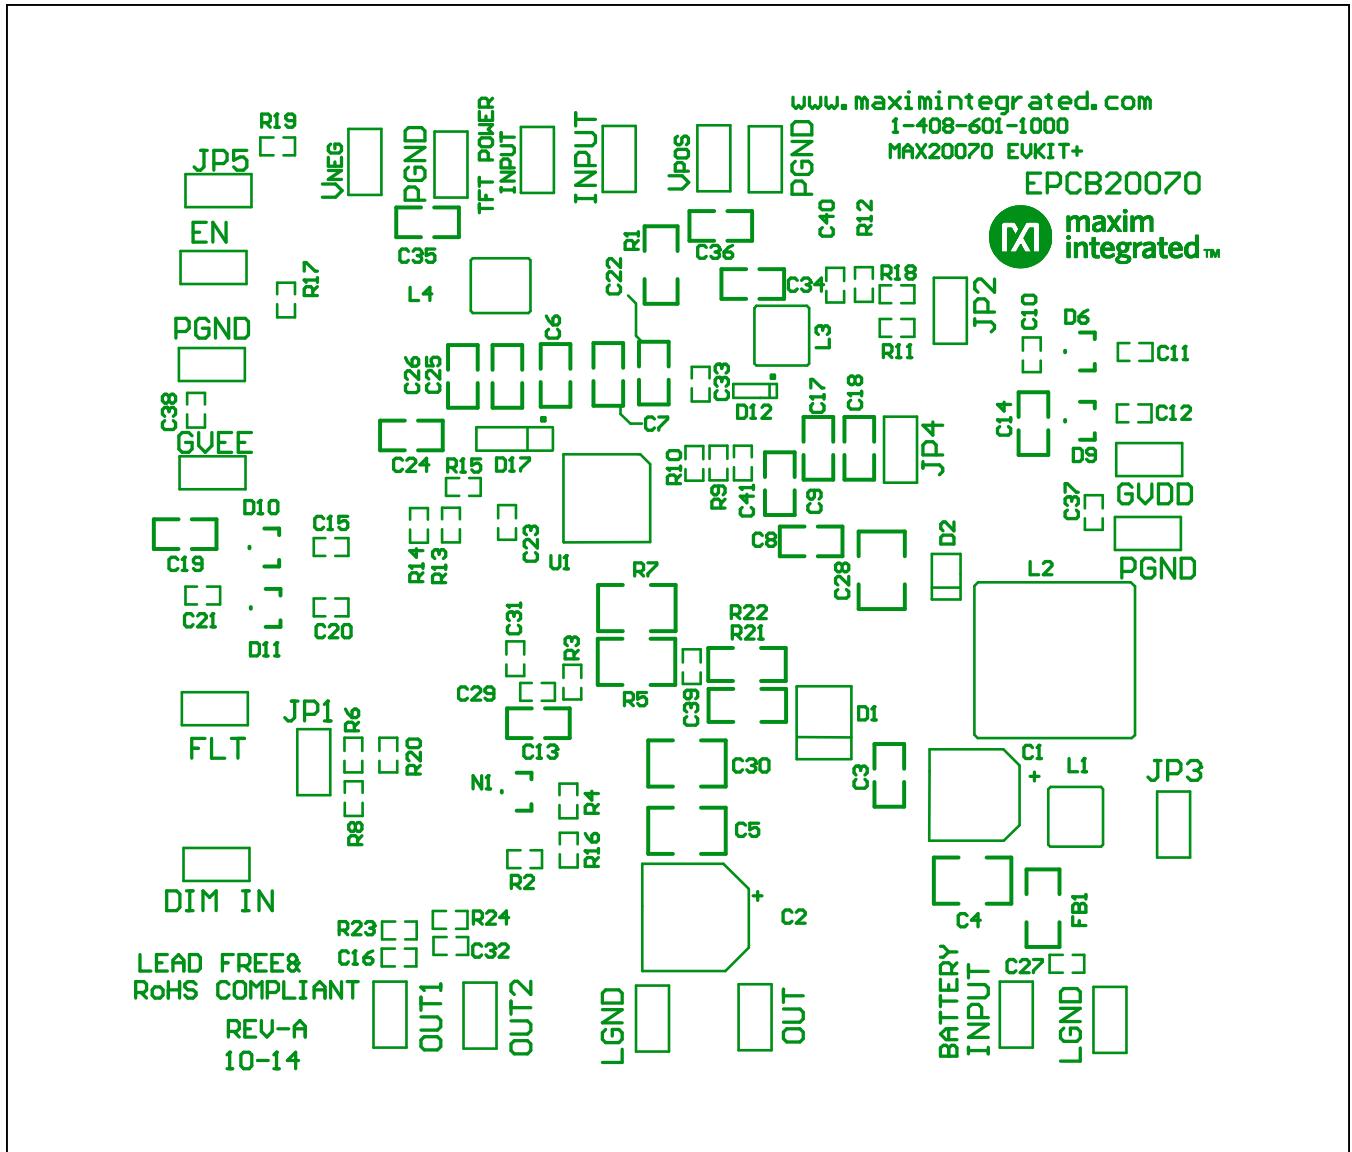 www.maximintegrated.com
1-408-601-1000
MAX20070 EVKIT+
EPCB20070
maxim
integrated™
R19
JP5
VNEG
PGND
TFT POWER
INPUT
INPUT
VPOS
PGND
EN
C35
R1
C36
C40
R12
R17
L4
C22
C34
R18
JP2
C10
D6
PGND
C6
L3
R11
C11
C26
C25
C33
C17
C18
C38
D12
C14
C12
GVEE
C7
JP4
D9
C24
R15
D17
R10
R9
C41
C9
GVDD
D10
C37
C15
C19
R14
R13
C23
U1
C8
D2
PGND
R7
C28
L2
C21
C20
C31
R22
R21
D11
R3
C29
R5
C39
JP1
R6
D1
FLT
R20
C13
C30
C3
C1
+
L1
JP3
N1
R8
R4
C5
R16
R2
DIM IN
+
C2
C4
FB1
R23
R24
C16
C32
C27
LEAD FREE&
RoHS COMPLIANT
OUT1
OUT2
LGND
OUT
BATTERY
INPUT
LGND
REV-A
10-14